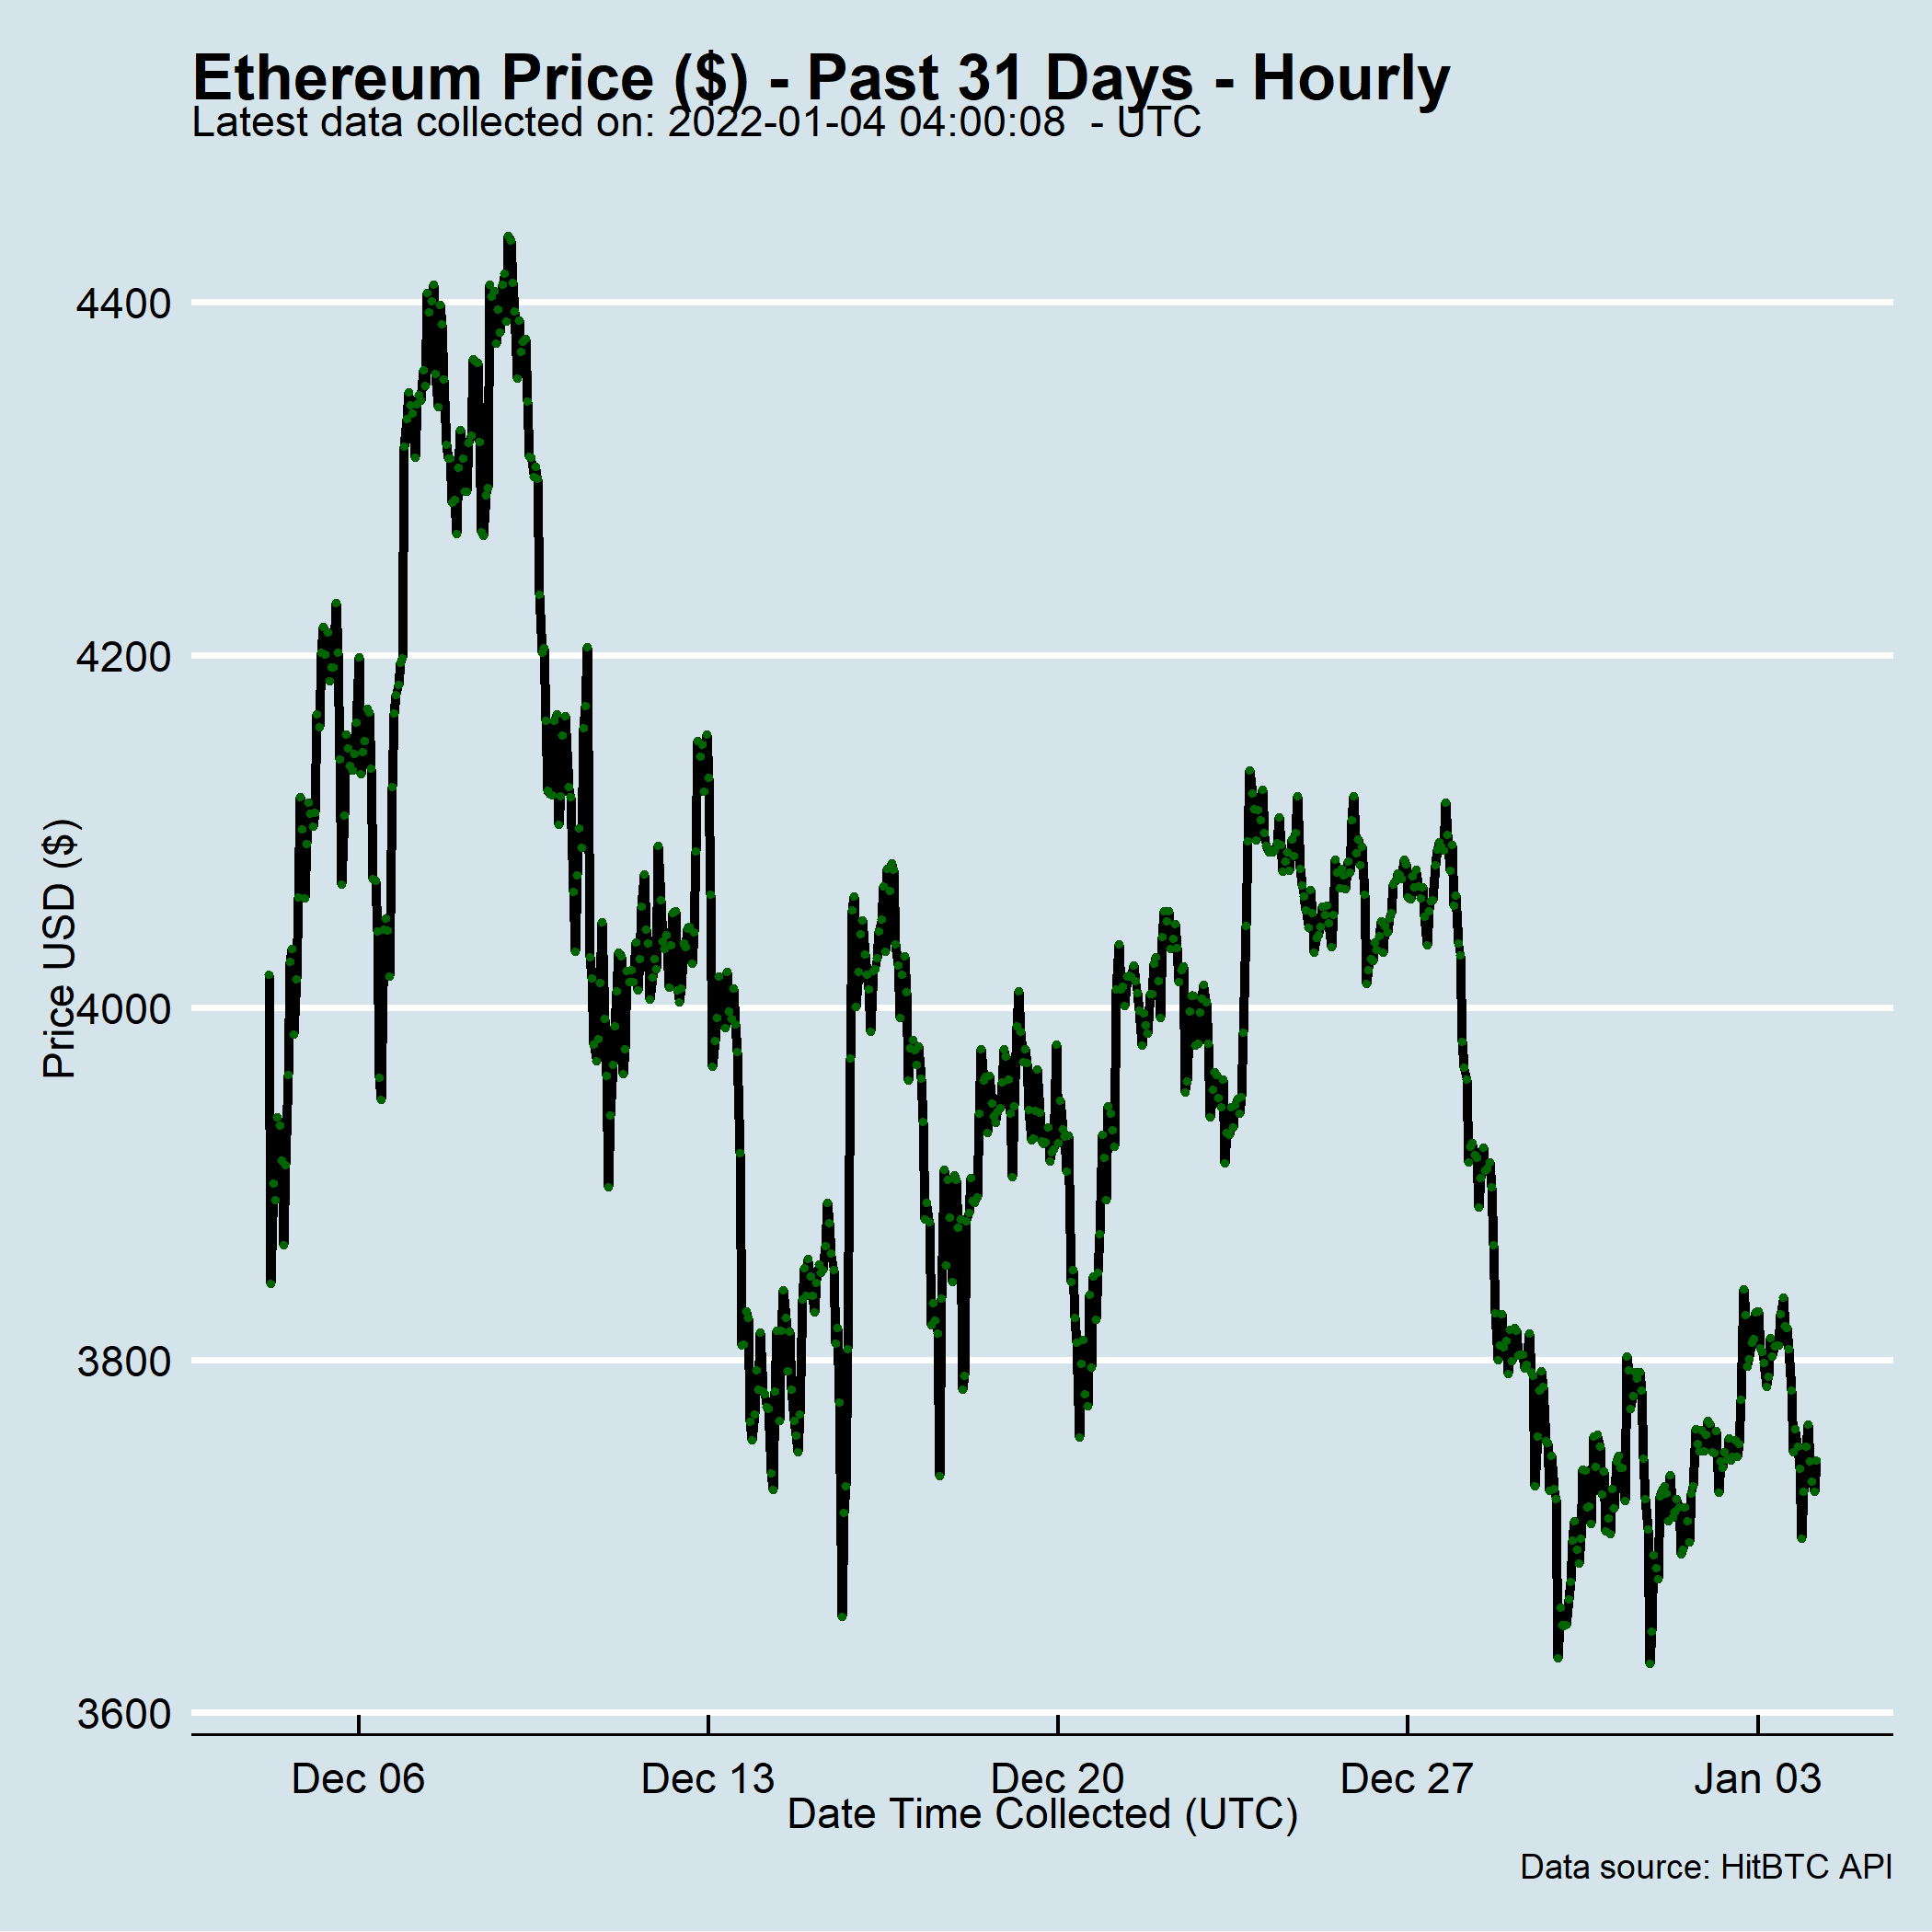 Ethereum Price ($) - Past 31 Days - Hourly
Latest data collected on: 2022-01-04 04:00:08  - UTC
4400
4200
4000
3800
3600
Price USD ($)
Dec 06
Dec 13
Dec 20
Dec 27
Jan 03
Date Time Collected (UTC)
Data source: HitBTC API